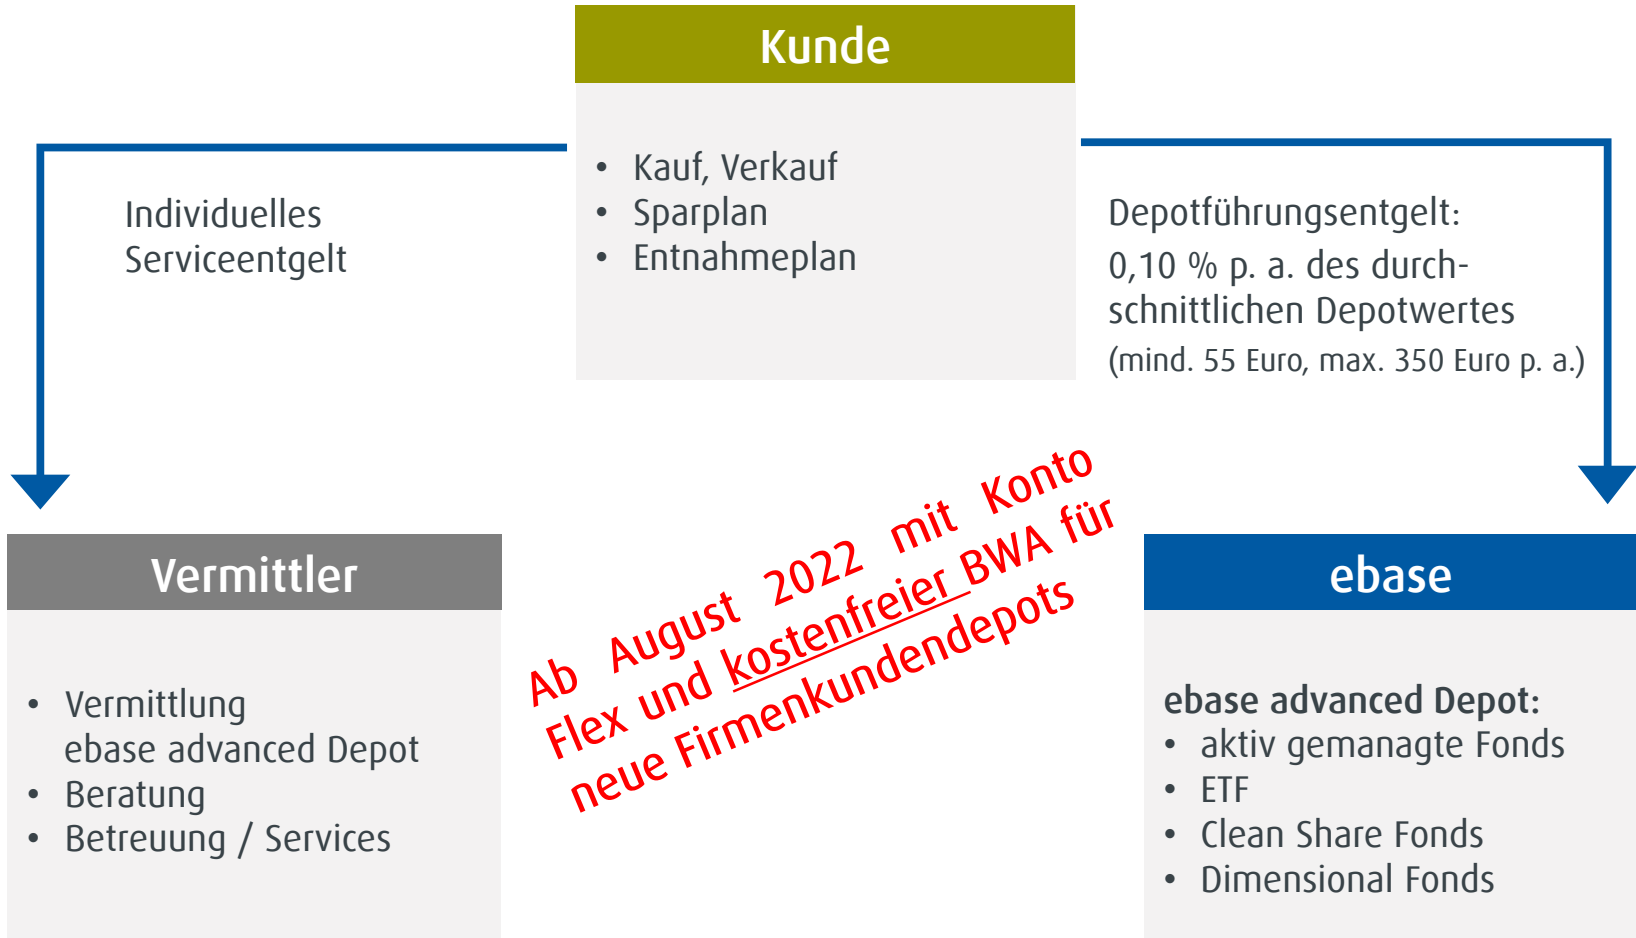 Kunde
• Kauf, Verkauf
• Sparplan
• Entnahmeplan
Individuelles
Serviceentgelt
Depotführungsentgelt:
0,10 % p. a. des durch-
schnittlichen Depotwertes
(mind. 55 Euro, max. 350 Euro p. a.)
Ab August 2022 mit Konto
Flex und kostenfreier BWA für
neue Firmenkundendepots
Vermittler
• Vermittlung
ebase advanced Depot
• Beratung
• Betreuung / Services
ebase
ebase advanced Depot:
• aktiv gemanagte Fonds
• ETF
• Clean Share Fonds
• Dimensional Fonds